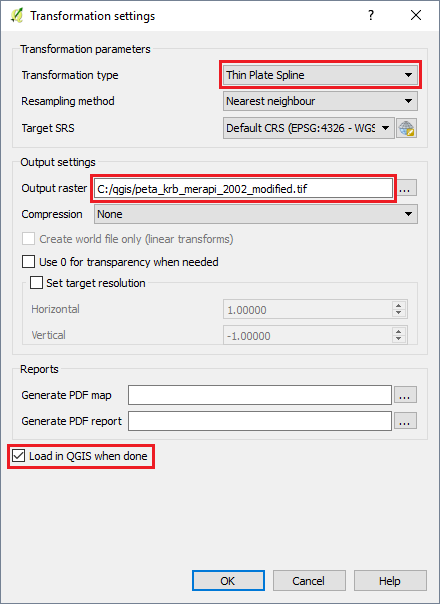 Transformation settings ? ×
Transformation parameters
Transformation type Thin Plate Spline
Resampling method Nearest neighbour
Target SRS Default CRS (EPSG:4326 - WGS
Output settings
Output raster C:/qgis/peta_krb_merapi_2002_modified.tif ...
Compression None
Create world file only (linear transforms)
Use 0 for transparency when needed
Set target resolution
Horizontal 1.00000
Vertical -1.00000
Reports
Generate PDF map ...
Generate PDF report ...
Load in QGIS when done
OK Cancel Help